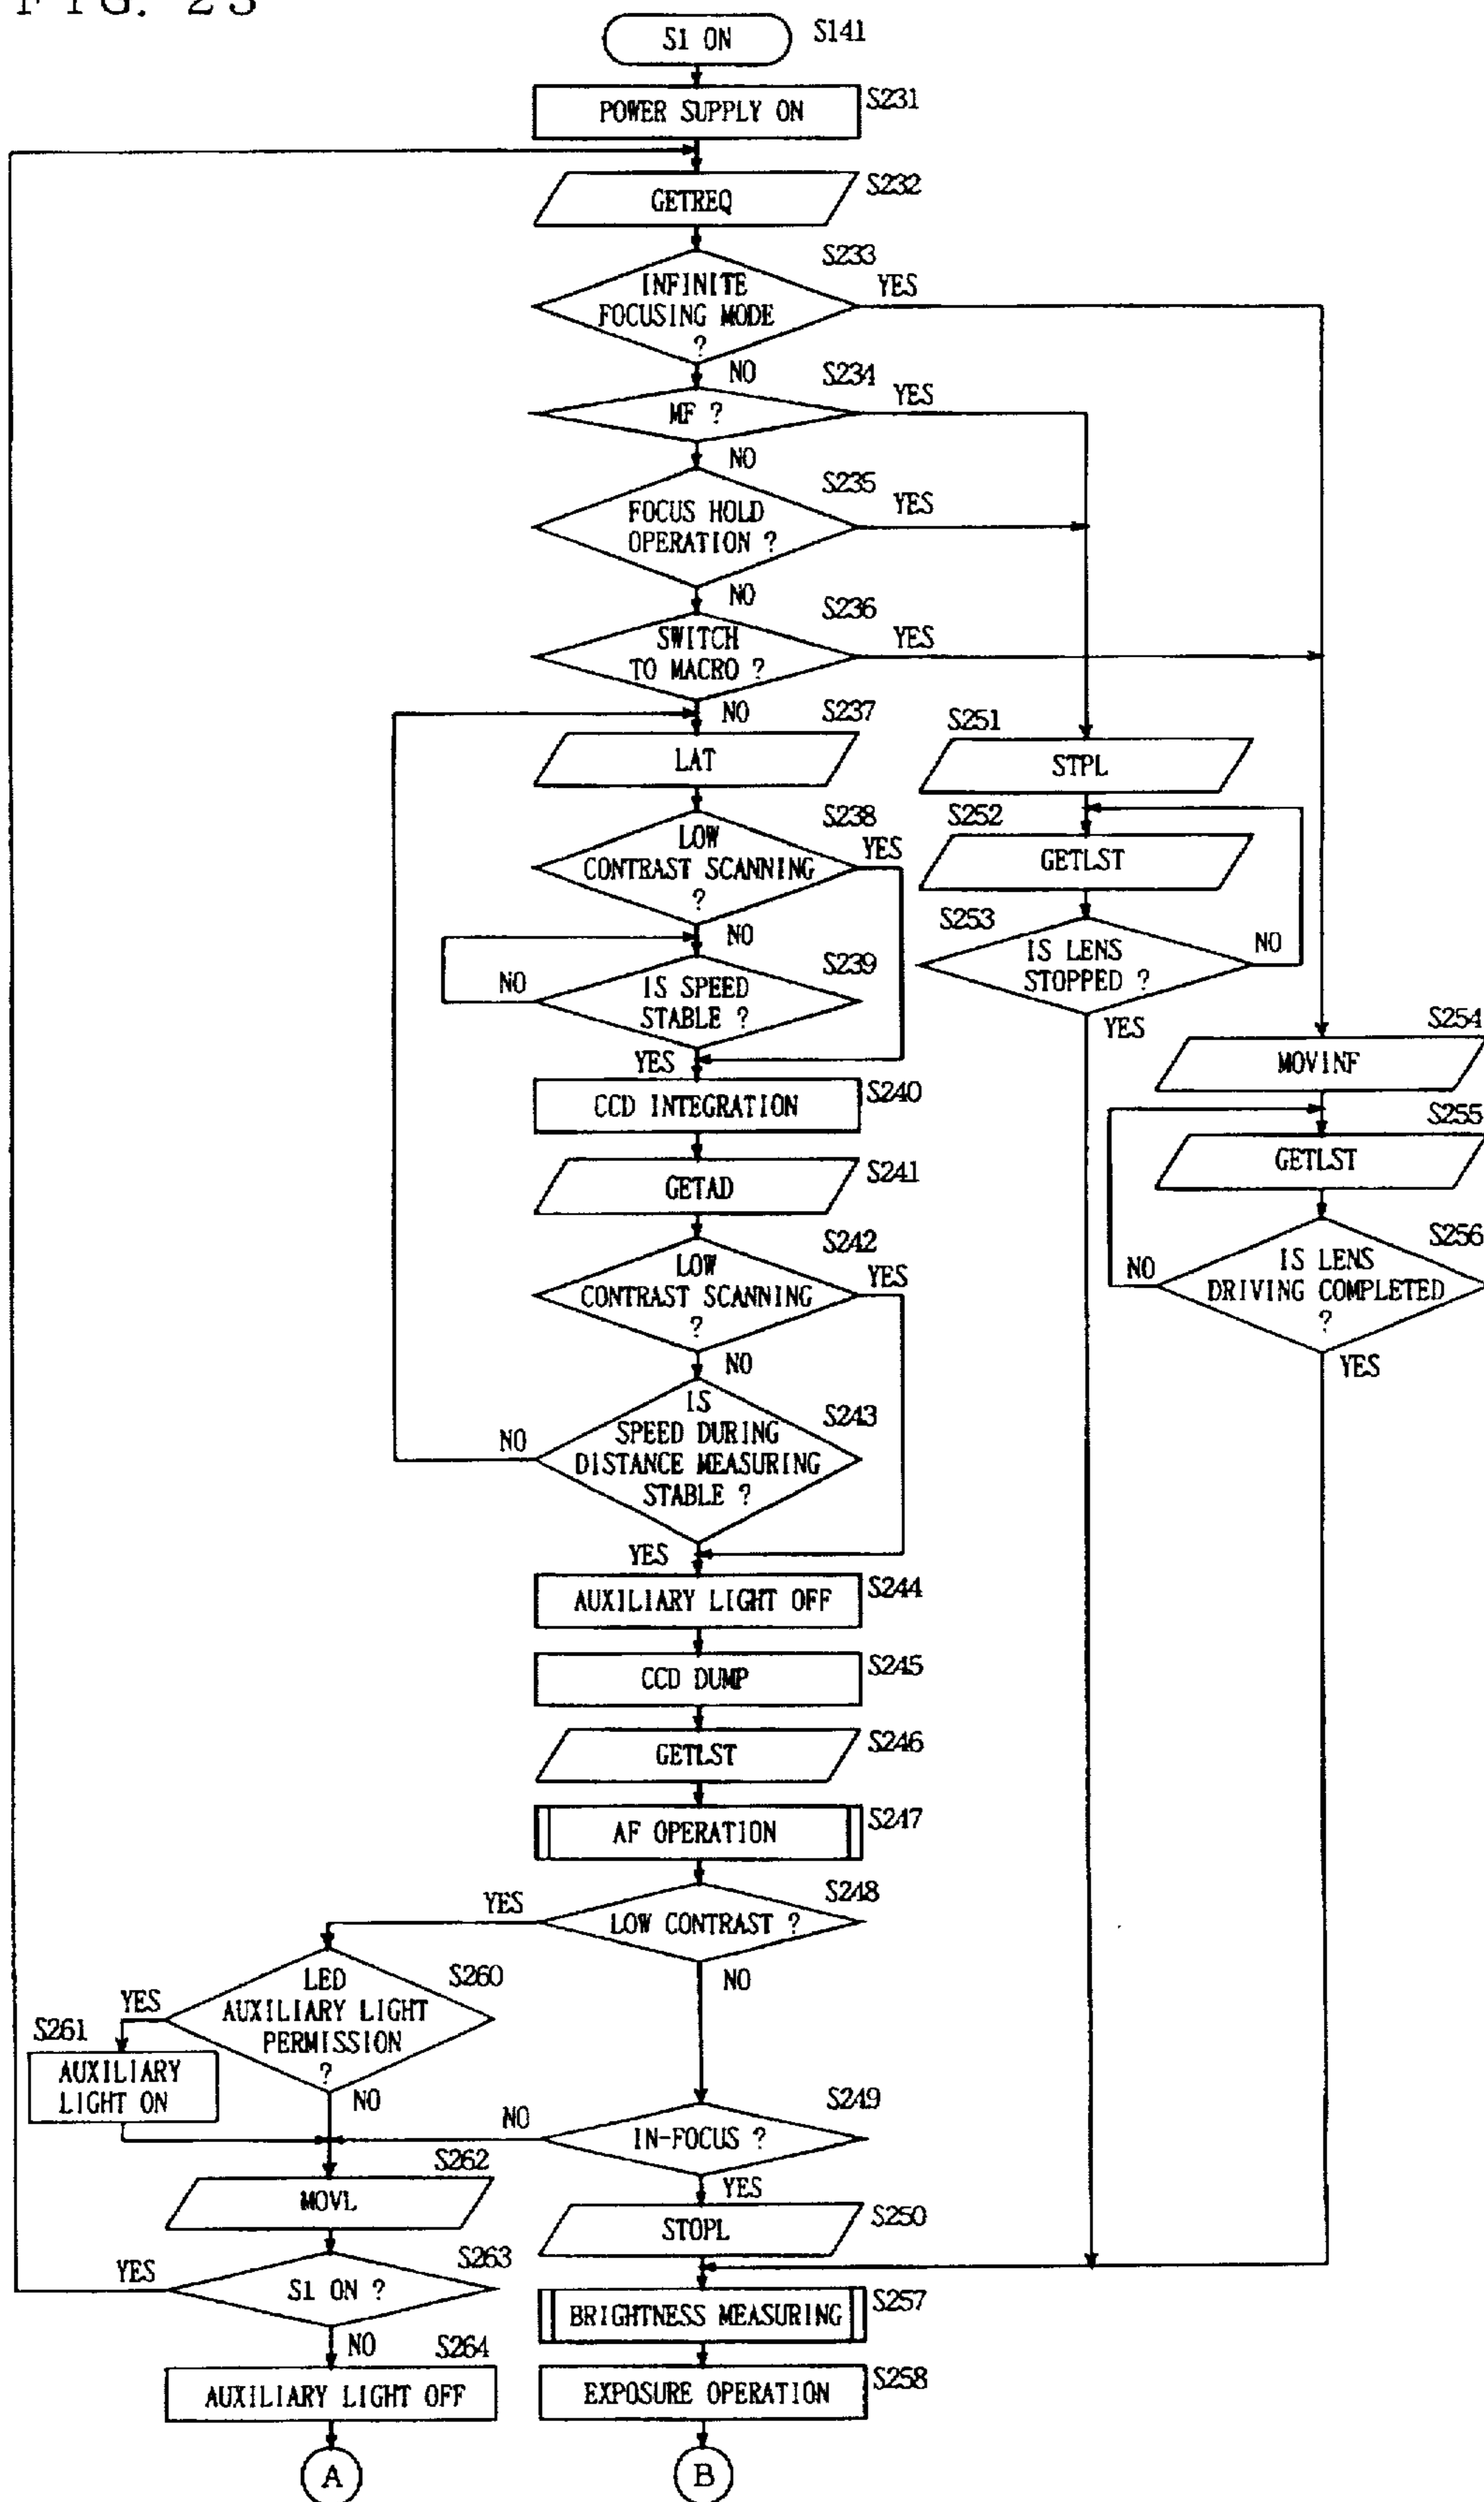 FIG. 23
S1 ON S141
POWER SUPPLY ON S231
GETREQ S232
S233
INFINITE
FOCUSING MODE
?
YES
NO
S234
MF ?
YES
NO
S235
FOCUS HOLD
OPERATION ?
YES
NO
S236
SWITCH
TO MACRO ?
YES
NO
S237
LAT
S238
LOW
CONTRAST SCANNING
?
YES
NO
S239
IS SPEED
STABLE ?
NO
YES
CCD INTEGRATION S240
GETAD S241
S242
LOW
CONTRAST SCANNING
?
YES
NO
S243
IS
SPEED DURING
DISTANCE MEASURING
STABLE ?
NO
YES
AUXILIARY LIGHT OFF S244
CCD DUMP S245
GETLST S246
AF OPERATION S247
S248
LOW CONTRAST ?
YES
NO
S249
IN-FOCUS ?
NO
YES
STOPL S250
S251
STPL
S252
GETLST
S253
IS LENS
STOPPED ?
NO
YES
S254
MOVINF
S255
GETLST
S256
IS LENS
DRIVING COMPLETED
?
NO
YES
BRIGHTNESS MEASURING S257
EXPOSURE OPERATION S258
B
S260
LED
AUXILIARY LIGHT
PERMISSION
?
YES
NO
S261
AUXILIARY
LIGHT ON
S262
MOVL
S263
S1 ON ?
YES
NO
S264
AUXILIARY LIGHT OFF
A